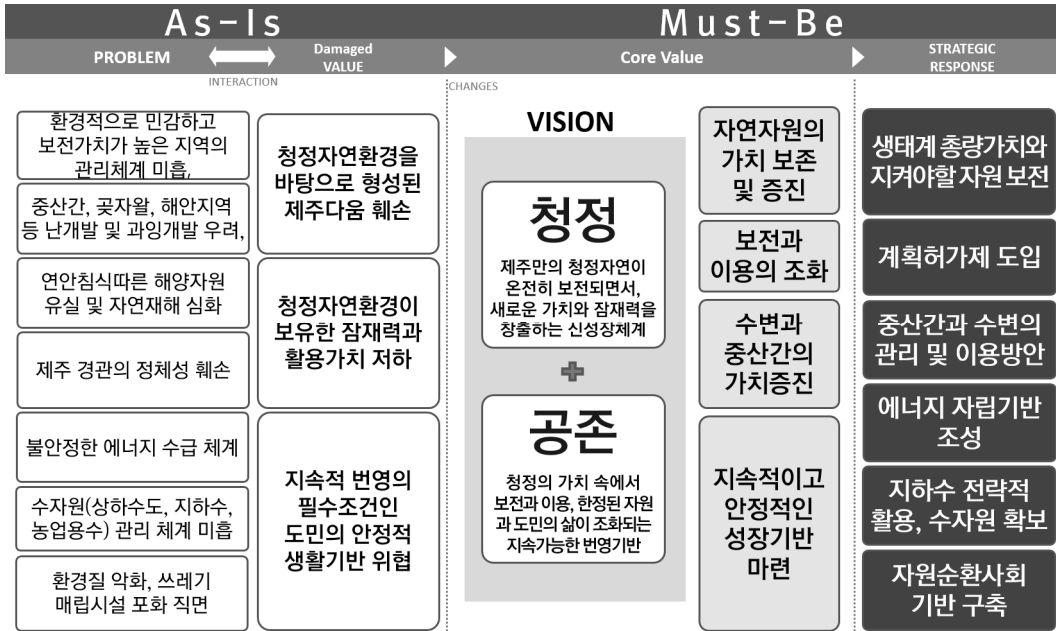 As-Is
Must-Be
PROBLEM
Damaged
VALUE
Core Value
STRATEGIC
RESPONSE
INTERACTION
CHANGES
환경적으로 민감하고
보전가치가 높은 지역의
관리체계 미흡,
중산간, 곶자왈, 해안지역
등 난개발 및 과잉개발 우려,
연안침식따른 해양자원
유실 및 자연재해 심화
제주 경관의 정체성 훼손
불안정한 에너지 수급 체계
수자원(상하수도, 지하수,
농업용수) 관리 체계 미흡
환경질 악화, 쓰레기
매립시설 포화 직면
청정자연환경을
바탕으로 형성된
제주다움 훼손
청정자연환경이
보유한 잠재력과
활용가치 저하
지속적 번영의
필수조건인
도민의 안정적
생활기반 위협
VISION
청정
제주만의 청정자연이
온전히 보전되면서,
새로운 가치와 잠재력을
창출하는 신성장체계
공존
청정의 가치 속에서
보전과 이용, 한정된 자원
과 도민의 삶이 조화되는
지속가능한 번영기반
자연자원의
가치 보존
및 증진
보전과
이용의 조화
수변과
중산간의
가치증진
지속적이고
안정적인
성장기반
마련
생태계 총량가치와
지켜야할 자원 보전
계획허가제 도입
중산간과 수변의
관리 및 이용방안
에너지 자립기반
조성
지하수 전략적
활용, 수자원 확보
자원순환사회
기반 구축